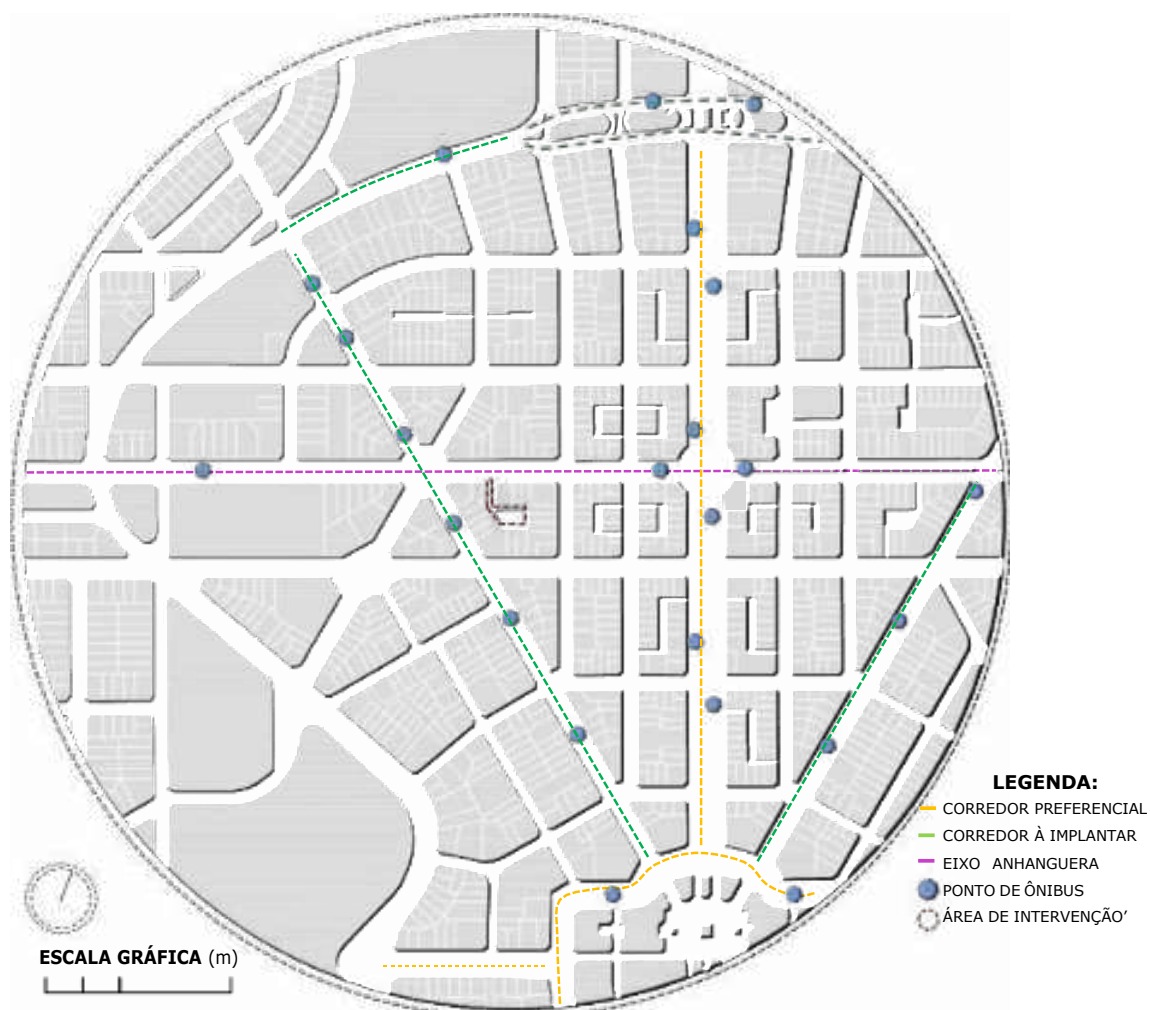 LEGENDA:
CORREDOR PREFERENCIAL
CORREDOR À IMPLANTAR
EIXO ANHANGUERA
PONTO DE ÔNIBUS
ÁREA DE INTERVENÇÃO’
ESCALA GRÁFICA (m)